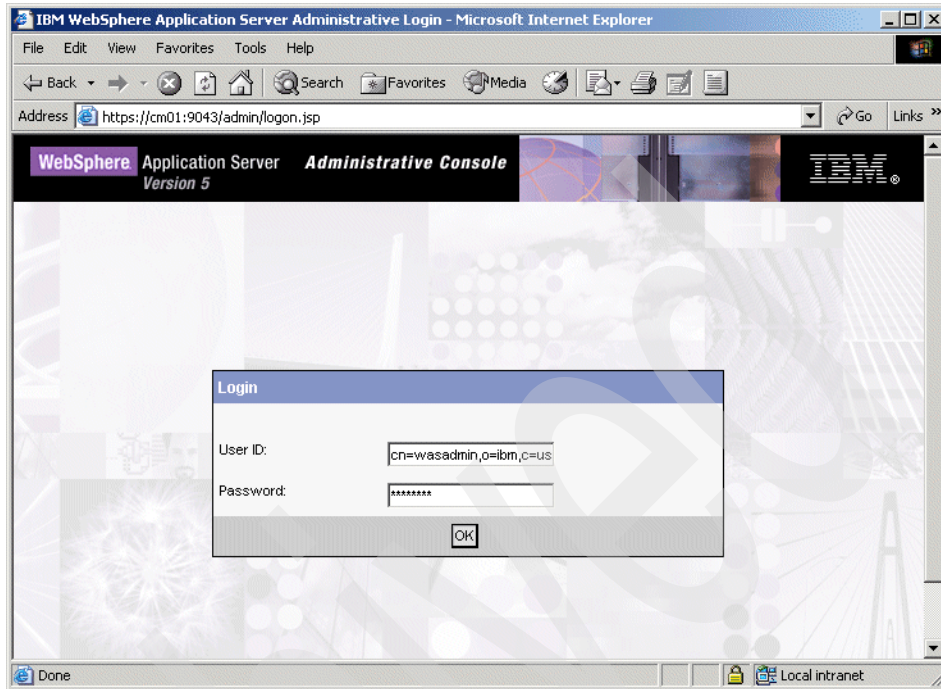 IBM WebSphere Application Server Administrative Login - Microsoft Internet Explorer
File Edit View Favorites Tools Help
Back Search Favorites Media
Address https://cm01:9043/admin/logon.jsp Go Links »
WebSphere Application Server Administrative Console IBM®
Version 5
Login
User ID: cn=wasadmin,o=ibm,c=us
Password: ********
OK
Done Local intranet